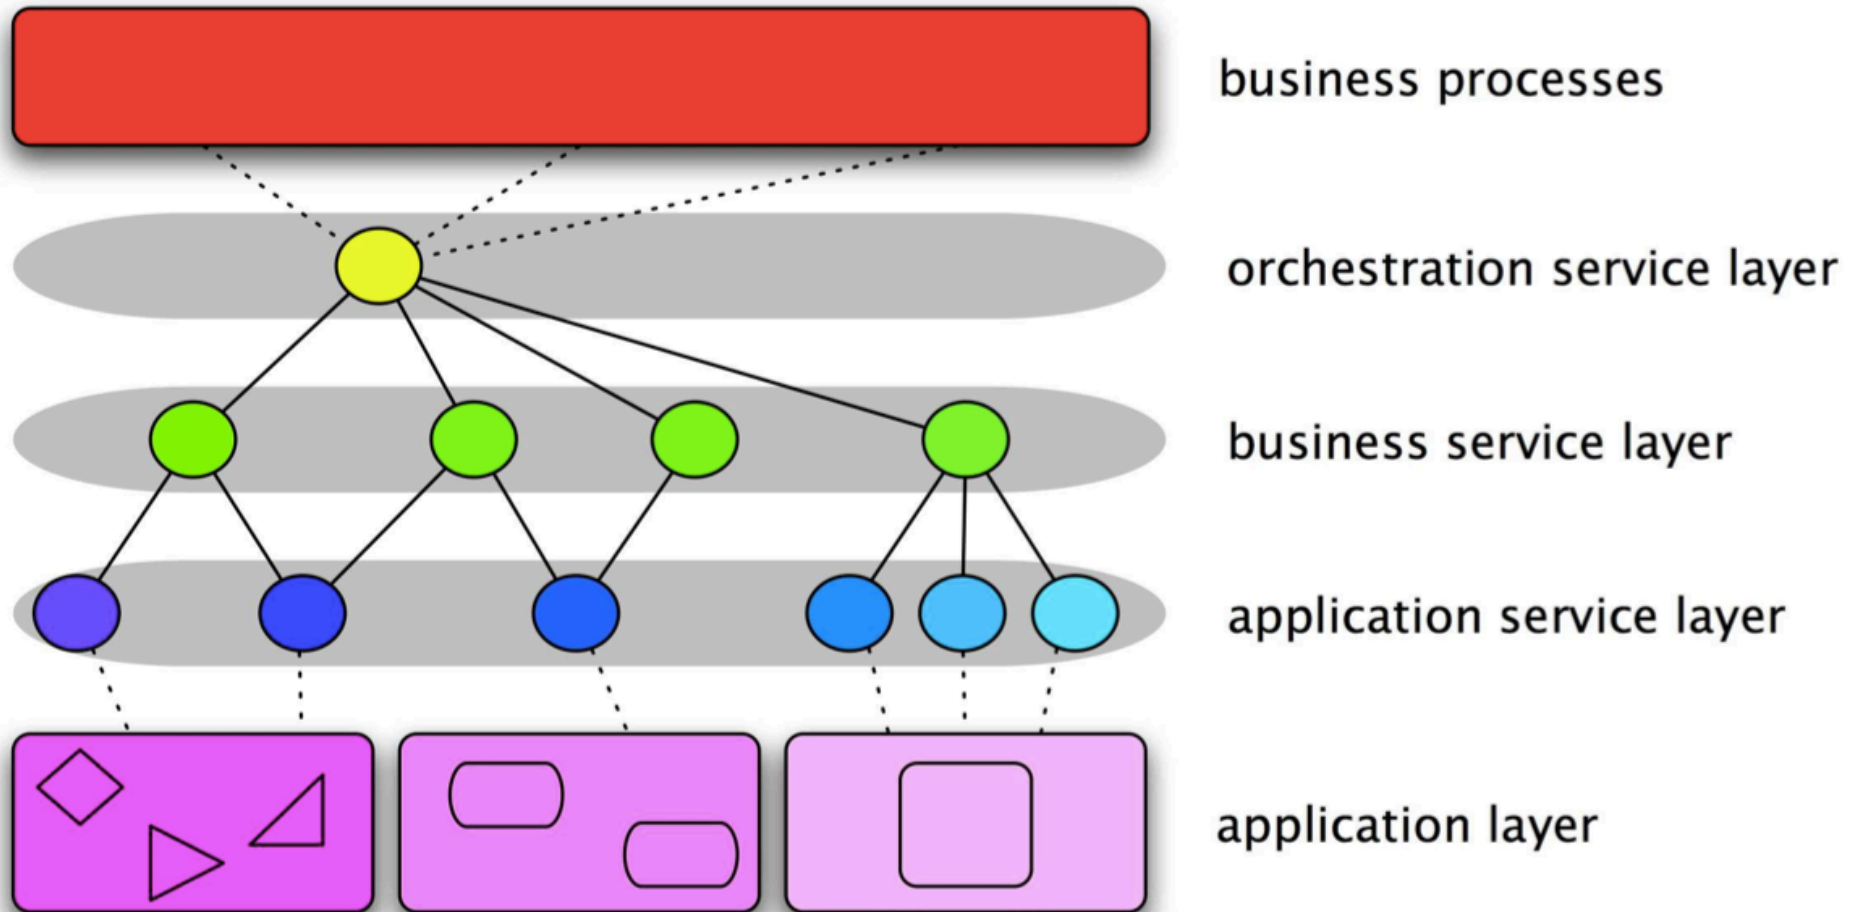 business processes
orchestration service layer
business service layer
application service layer
application layer